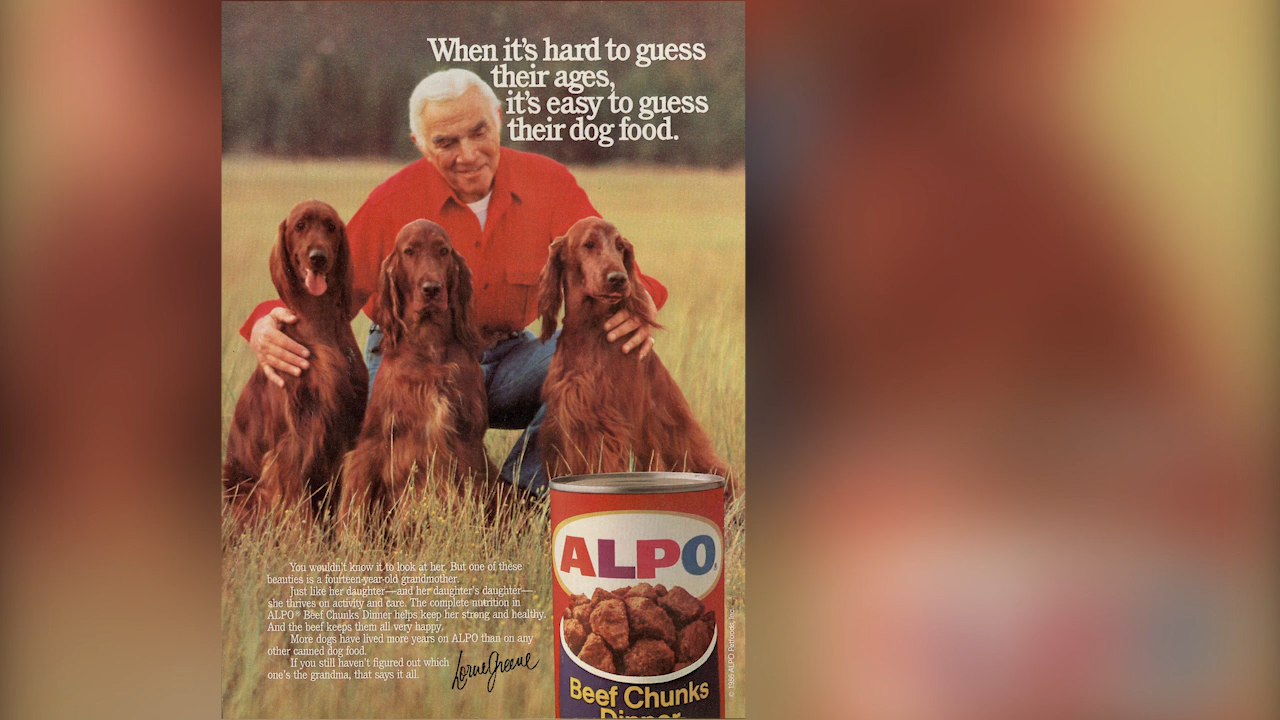 When it's hard to guess
their ages,
it's easy to guess
their dog food.
You wouldn't know it to look at her. But one of these
beauties is a fourteen-year-old grandmother.
Just like her daughter—and her daughter's daughter—
she thrives on activity and care. The complete nutrition in
ALPO® Beef Chunks Dinner helps keep her strong and healthy.
And the beef keeps them all very happy.
More dogs have lived more years on ALPO than on any
other canned dog food.
If you still haven't figured out which
one's the grandma, that says it all.
Lorne Greene
ALPO®
Beef Chunks
Dinner
© 1986 ALPO Petfoods, Inc.